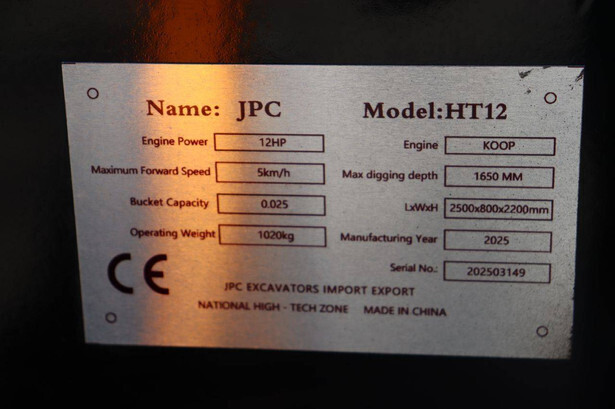 Name: JPC Model:HT12
Engine Power 12HP Engine KOOP
Maximum Forward Speed 5km/h Max digging depth 1650 MM
Bucket Capacity 0.025 LxWxH 2500x800x2200mm
Operating Weight 1020kg Manufacturing Year 2025
Serial No.: 202503149
CE
JPC EXCAVATORS IMPORT EXPORT
NATIONAL HIGH - TECH ZONE MADE IN CHINA